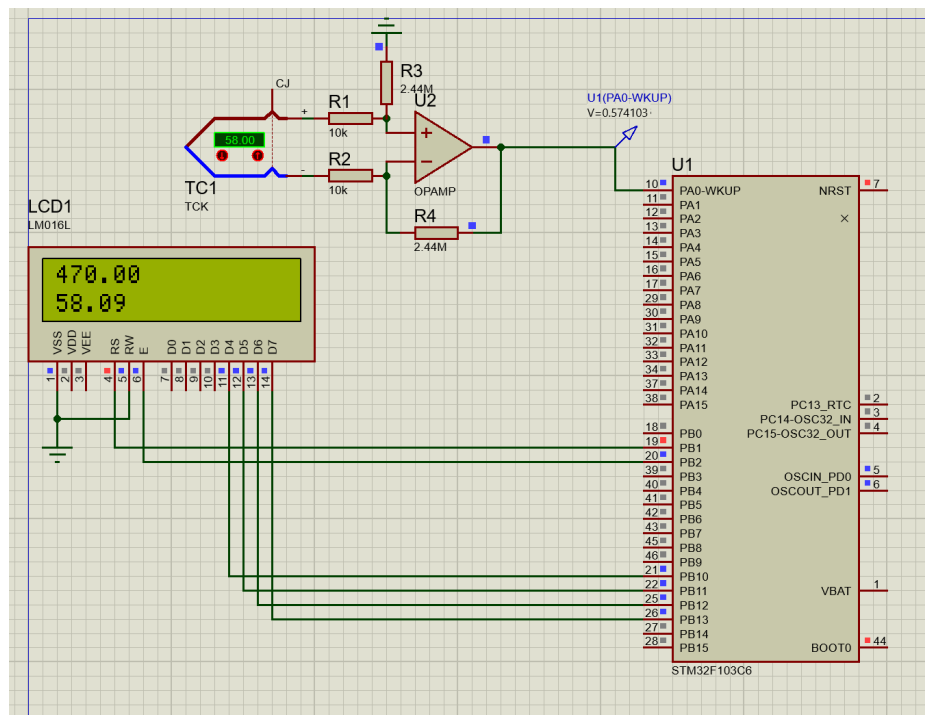 CJ
+
-
58.00
TC1
TCK
R1
10k
R2
10k
R3
2.44M
U2
+
−
OPAMP
R4
2.44M
U1(PA0-WKUP)
V=0.574103
LCD1
LM016L
470.00
58.09
VSS
VDD
VEE
RS
RW
E
D0
D1
D2
D3
D4
D5
D6
D7
1
2
3
4
5
6
7
8
9
10
11
12
13
14
U1
10 PA0-WKUP
11 PA1
12 PA2
13 PA3
14 PA4
15 PA5
16 PA6
17 PA7
29 PA8
30 PA9
31 PA10
32 PA11
33 PA12
34 PA13
37 PA14
38 PA15
18 PB0
19 PB1
20 PB2
39 PB3
40 PB4
41 PB5
42 PB6
43 PB7
45 PB8
46 PB9
21 PB10
22 PB11
25 PB12
26 PB13
27 PB14
28 PB15
NRST 7
PC13_RTC 2
PC14-OSC32_IN 3
PC15-OSC32_OUT 4
OSCIN_PD0 5
OSCOUT_PD1 6
VBAT 1
BOOT0 44
STM32F103C6